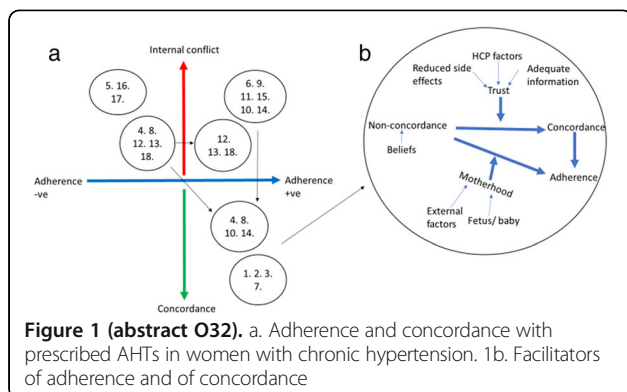 a
b
Internal conflict
5. 16.
17.
6. 9.
11. 15.
10. 14.
4. 8.
12. 13.
18.
12.
13. 18.
Adherence
-ve
Adherence
+ve
4. 8.
10. 14.
1. 2. 3.
7.
Concordance
HCP factors
Reduced side
effects
Adequate
information
Trust
Non-concordance
Concordance
Beliefs
Adherence
Motherhood
External
factors
Fetus/ baby
Figure 1 (abstract O32). a. Adherence and concordance with
prescribed AHTs in women with chronic hypertension. 1b. Facilitators
of adherence and of concordance